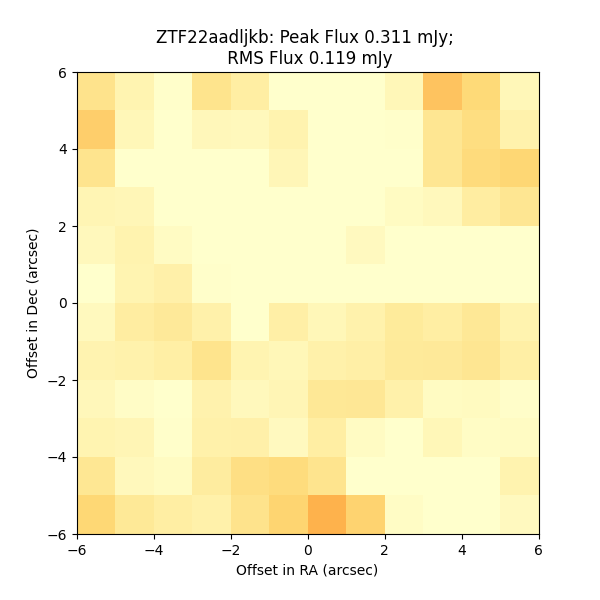 ZTF22aadljkb: Peak Flux 0.311 mJy;
RMS Flux 0.119 mJy
6
4
2
0
−2
−4
−6
Offset in Dec (arcsec)
−6 −4 −2 0 2 4 6
Offset in RA (arcsec)